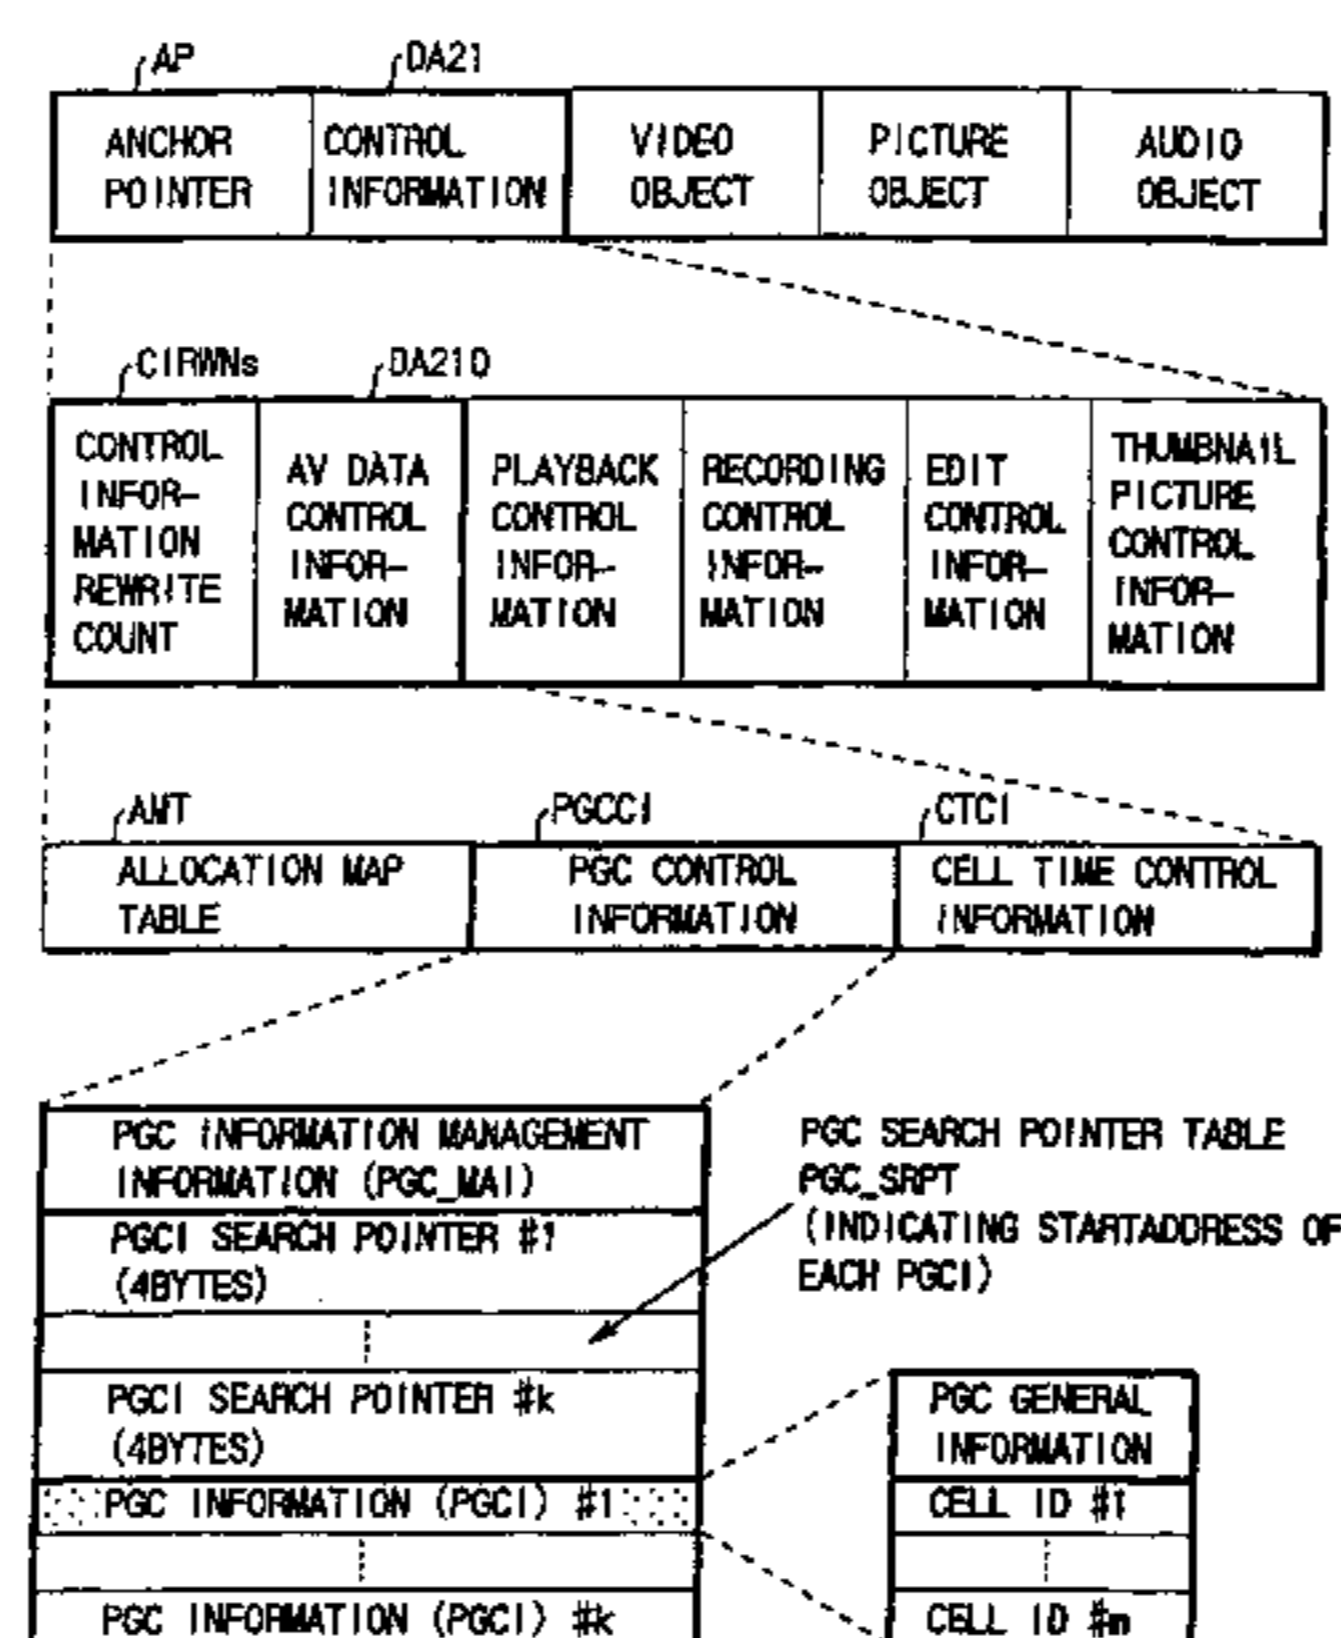 AP
DA21
ANCHOR
POINTER
CONTROL
INFORMATION
VIDEO
OBJECT
PICTURE
OBJECT
AUDIO
OBJECT
CIRWNs
DA210
CONTROL
INFOR-
MATION
REWRITE
COUNT
AV DATA
CONTROL
INFOR-
MATION
PLAYBACK
CONTROL
INFOR-
MATION
RECORDING
CONTROL
INFOR-
MATION
EDIT
CONTROL
INFOR-
MATION
THUMBNAIL
PICTURE
CONTROL
INFOR-
MATION
AMT
PGCCI
CTCI
ALLOCATION MAP
TABLE
PGC CONTROL
INFORMATION
CELL TIME CONTROL
INFORMATION
PGC INFORMATION MANAGEMENT
INFORMATION (PGC_MAI)
PGCI SEARCH POINTER #1
(4BYTES)
PGCI SEARCH POINTER #k
(4BYTES)
PGC INFORMATION (PGCI) #1
PGC INFORMATION (PGCI) #k
PGC SEARCH POINTER TABLE
PGC_SRPT
(INDICATING STARTADDRESS OF
EACH PGCI)
PGC GENERAL
INFORMATION
CELL ID #1
CELL ID #m